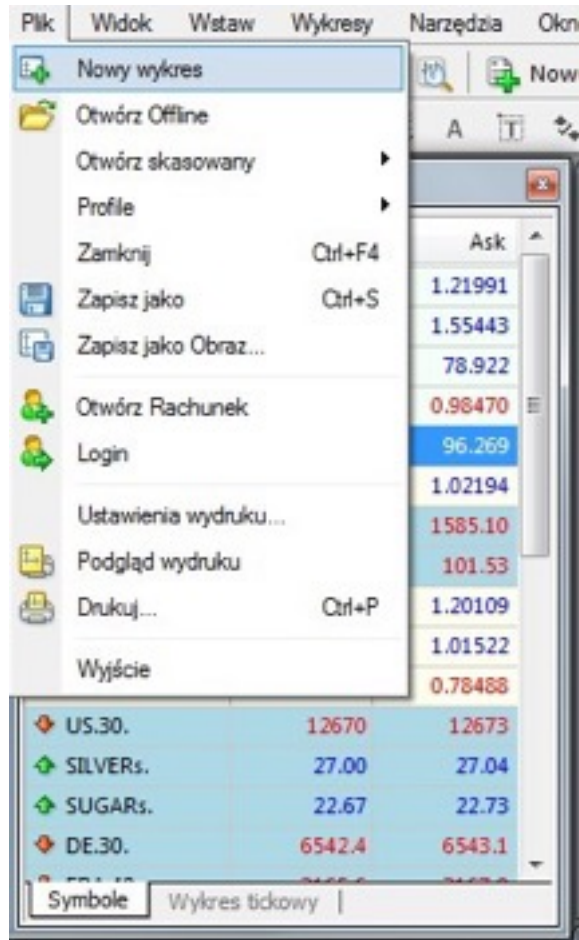 Plik Widok Wstaw Wykresy Narzędzia Okn
Nowy wykres Now
Otwórz Offline A T
Otwórz skasowany
Profile
Zamknij Ctrl+F4 Ask
Zapisz jako Ctrl+S 1.21991
1.55443
Zapisz jako Obraz... 78.922
Otwórz Rachunek 0.98470
Login 96.269
1.02194
Ustawienia wydruku... 1585.10
Podgląd wydruku 101.53
Drukuj... Ctrl+P 1.20109
1.01522
Wyjście 0.78488
US.30. 12670 12673
SILVERs. 27.00 27.04
SUGARs. 22.67 22.73
DE.30. 6542.4 6543.1
Symbole Wykres tickowy